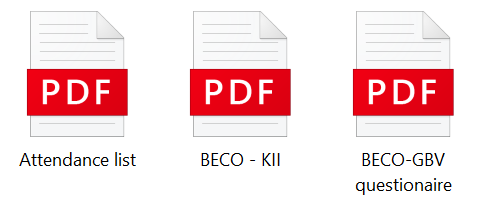 PDF PDF PDF
Attendance list BECO - KII BECO-GBV
questionaire